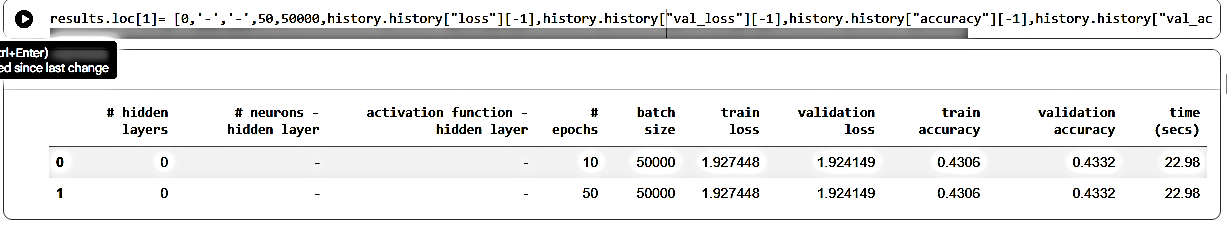 results.loc[1]= [0,'-','-',50,50000,history.history["loss"][-1],history.history["val_loss"][-1],history.history["accuracy"][-1],history.history["val_ac
trl+Enter)
ed since last change
# hidden layers # neurons - hidden layer activation function - hidden layer # epochs batch size train loss validation loss train accuracy validation accuracy time (secs)
0 0 - - 10 50000 1.927448 1.924149 0.4306 0.4332 22.98
1 0 - - 50 50000 1.927448 1.924149 0.4306 0.4332 22.98